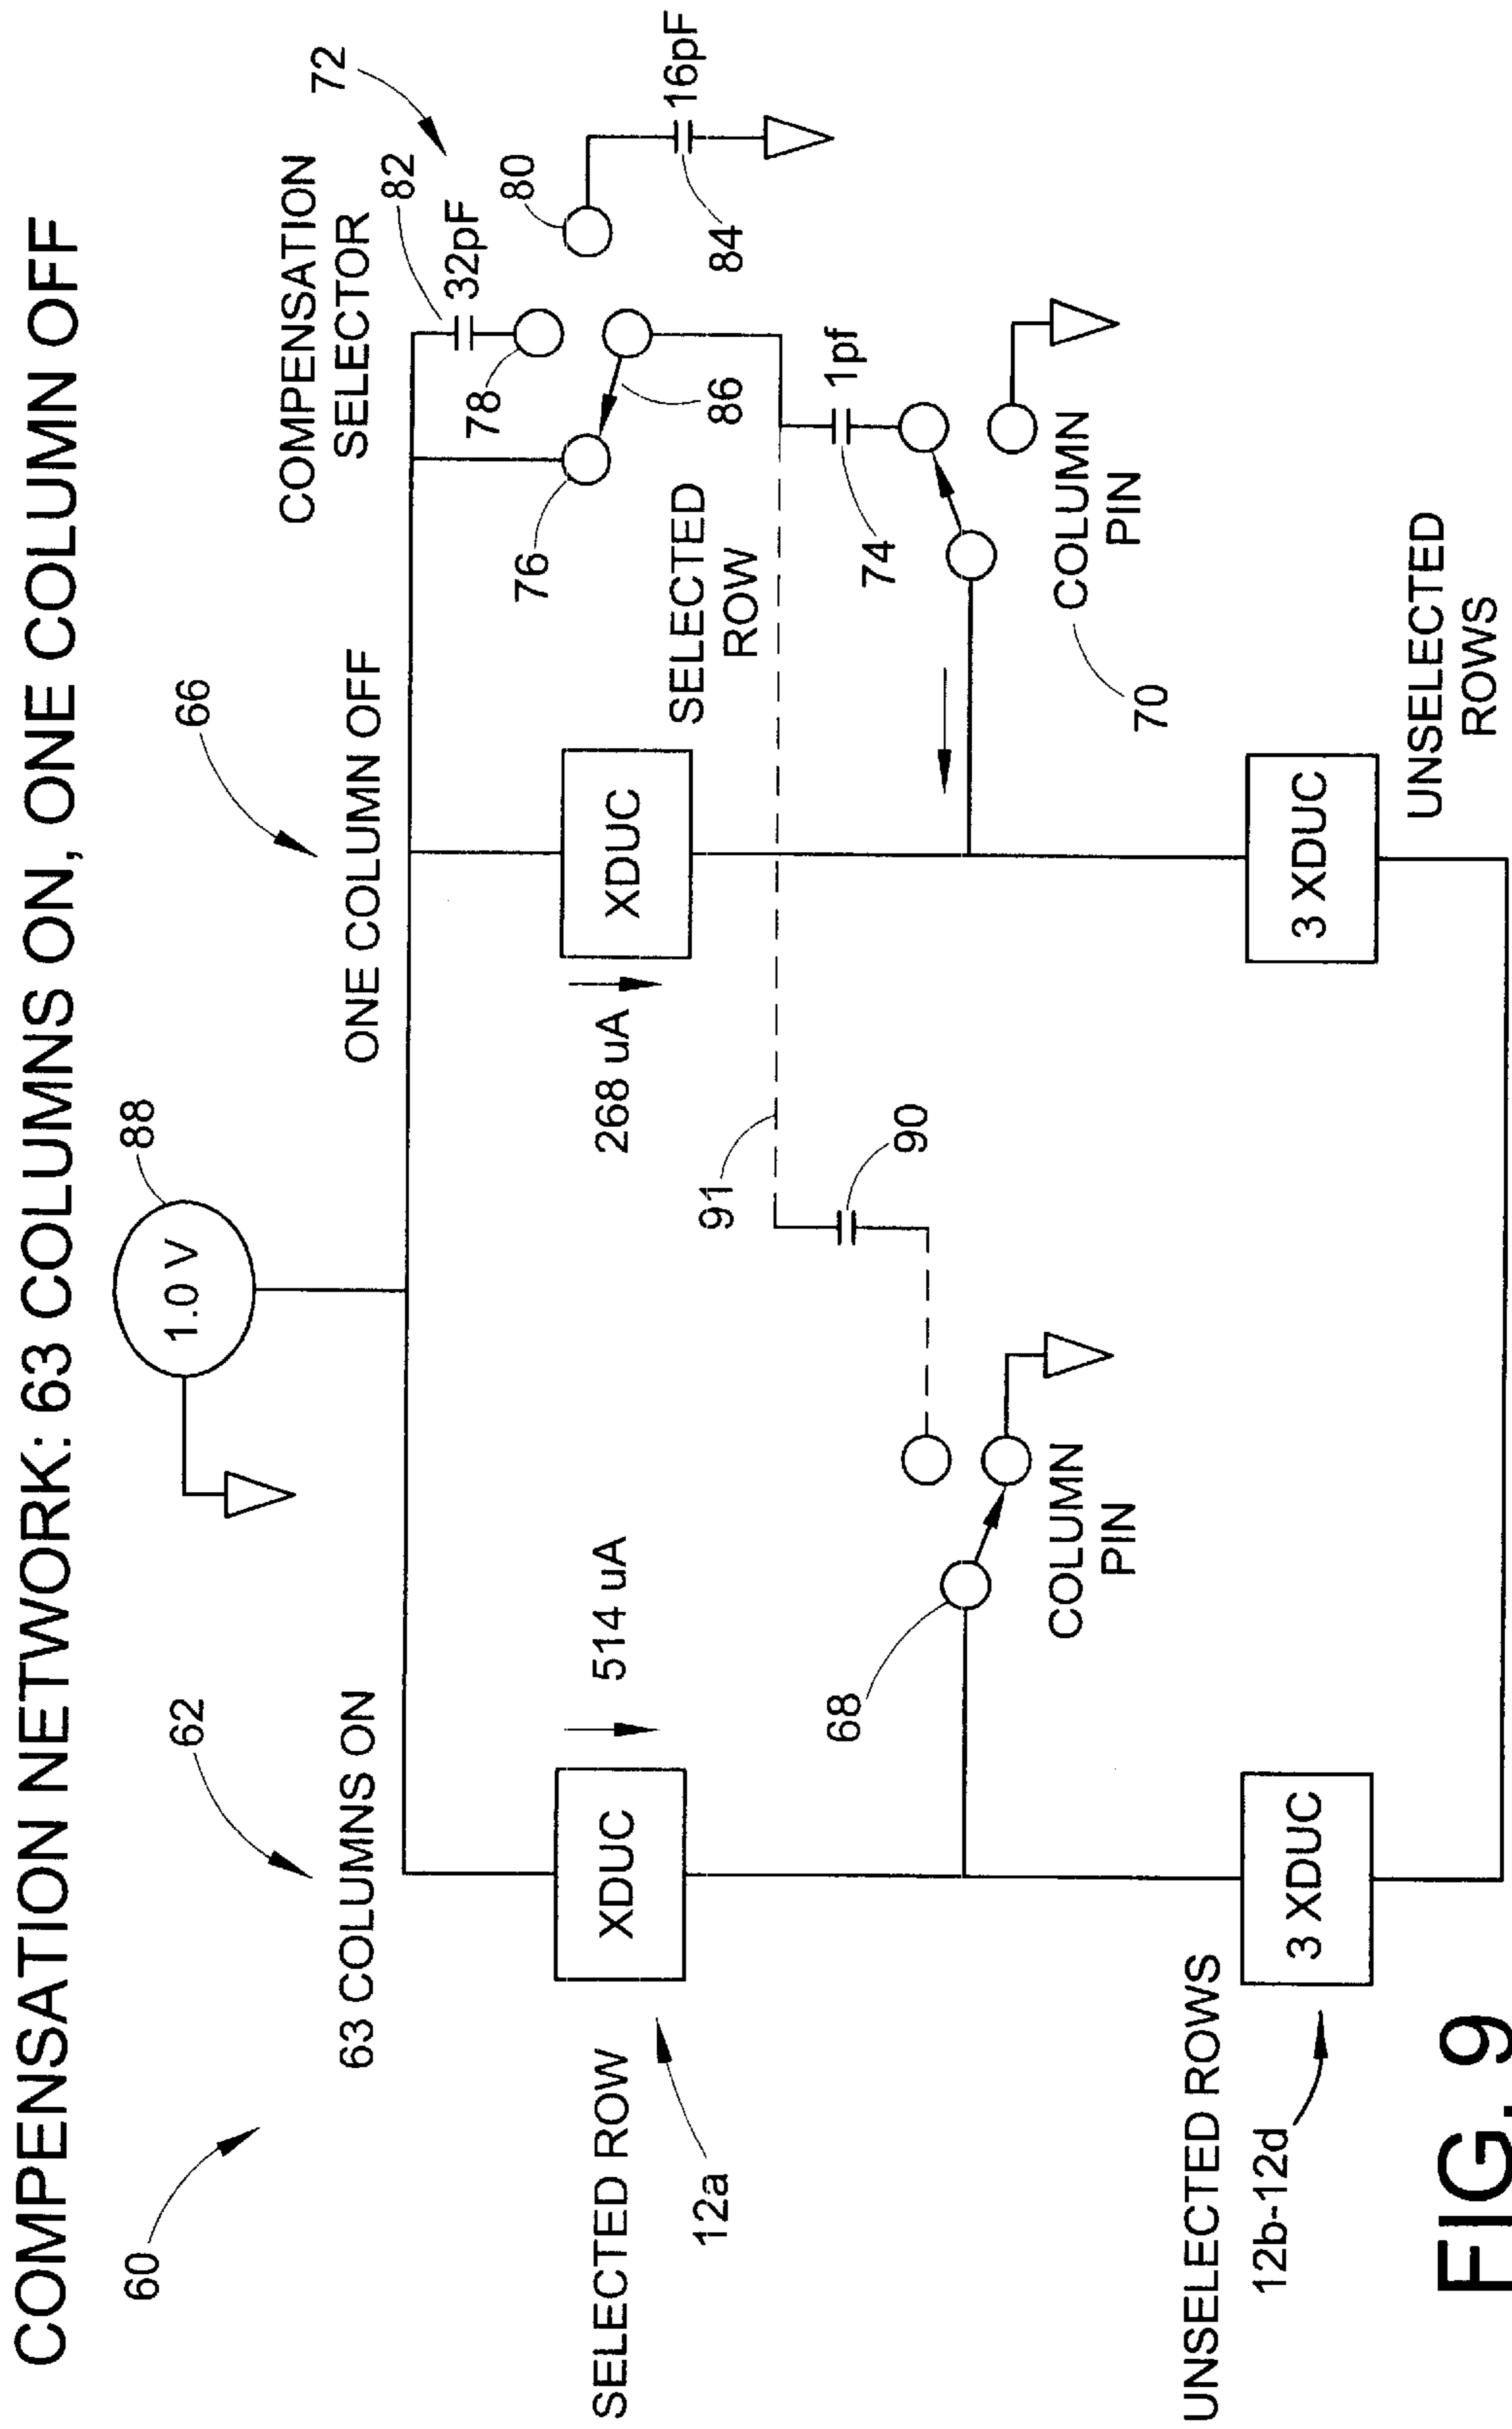 COMPENSATION NETWORK: 63 COLUMNS ON, ONE COLUMN OFF
60
62
88
66
72
63 COLUMNS ON
1.0 V
ONE COLUMN OFF
COMPENSATION
SELECTOR
82
32pF
78
80
16pF
84
76
86
SELECTED ROW
12a
XDUC
514 uA
268 uA
XDUC
SELECTED
ROW
91
90
74
1pf
68
COLUMN
PIN
COLUMN
PIN
70
UNSELECTED ROWS
12b-12d
3 XDUC
3 XDUC
UNSELECTED
ROWS
FIG. 9